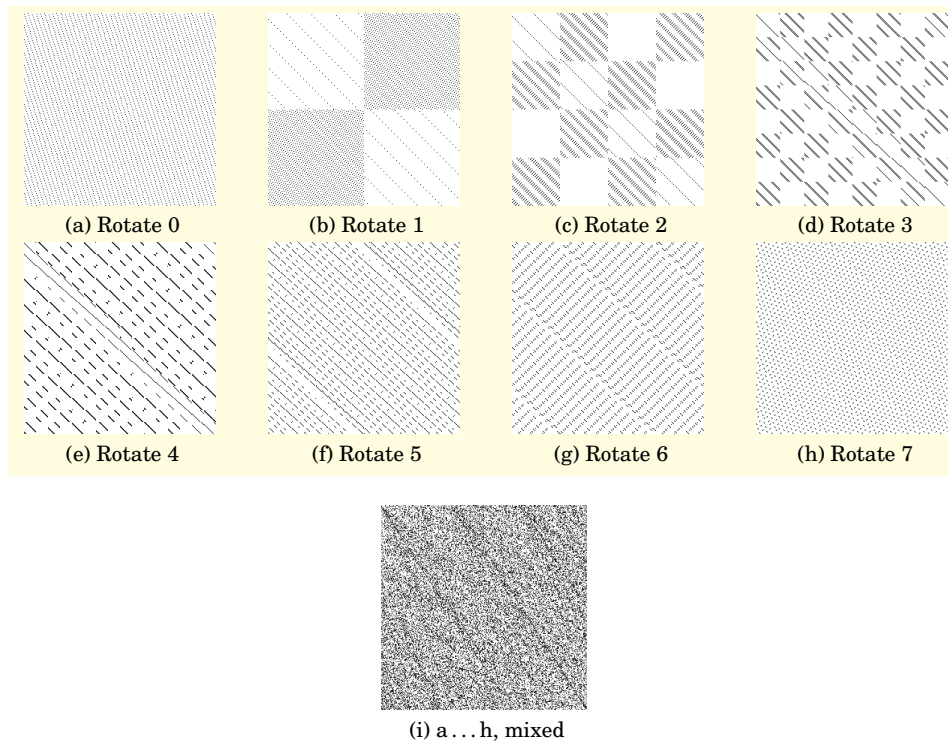 (a) Rotate 0 (b) Rotate 1 (c) Rotate 2 (d) Rotate 3
(e) Rotate 4 (f) Rotate 5 (g) Rotate 6 (h) Rotate 7
(i) a...h, mixed